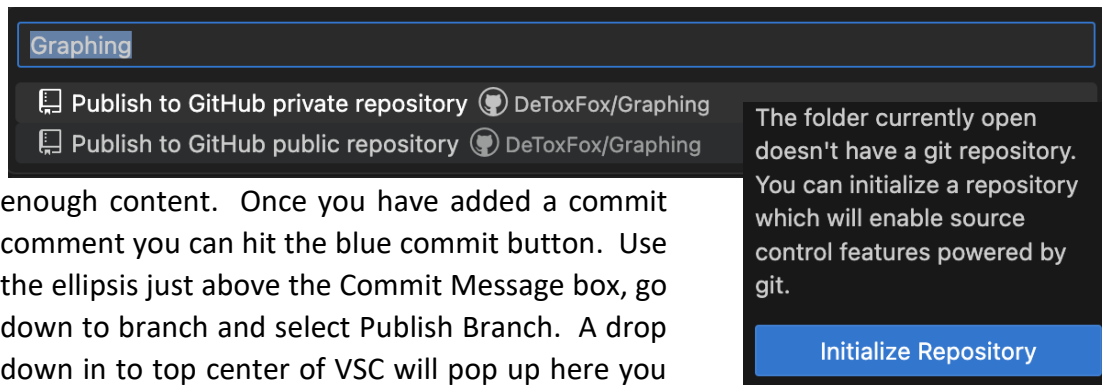 Graphing
Publish to GitHub private repository DeToxFox/Graphing
Publish to GitHub public repository DeToxFox/Graphing
The folder currently open
doesn't have a git repository.
You can initialize a repository
which will enable source
control features powered by
git.
Initialize Repository
enough content. Once you have added a commit
comment you can hit the blue commit button. Use
the ellipsis just above the Commit Message box, go
down to branch and select Publish Branch. A drop
down in to top center of VSC will pop up here you